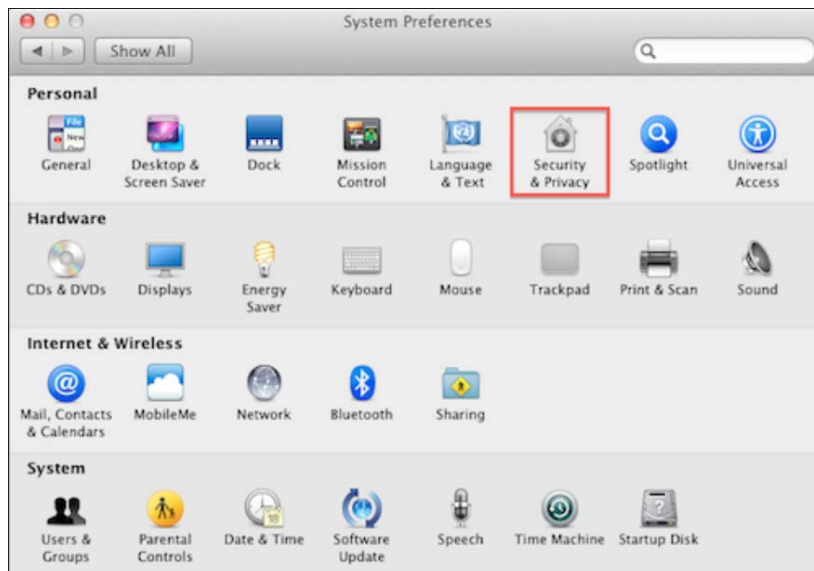 System Preferences
Show All
Personal
General
Desktop &
Screen Saver
Dock
Mission
Control
Language
& Text
Security
& Privacy
Spotlight
Universal
Access
Hardware
CDs & DVDs
Displays
Energy
Saver
Keyboard
Mouse
Trackpad
Print & Scan
Sound
Internet & Wireless
Mail, Contacts
& Calendars
MobileMe
Network
Bluetooth
Sharing
System
Users &
Groups
Parental
Controls
Date & Time
Software
Update
Speech
Time Machine
Startup Disk